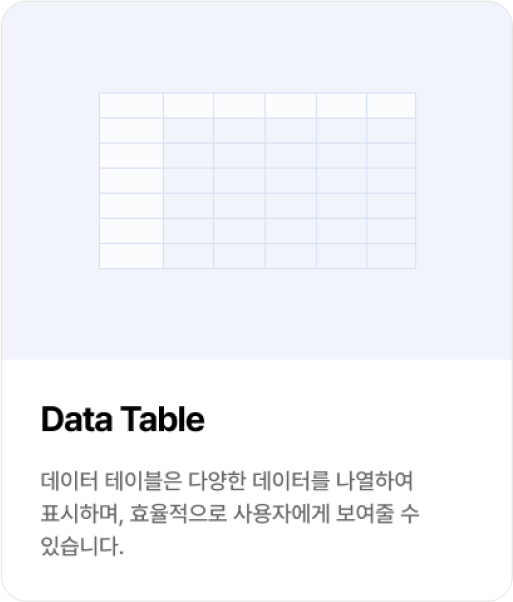 Data Table
데이터 테이블은 다양한 데이터를 나열하여
표시하며, 효율적으로 사용자에게 보여줄 수
있습니다.